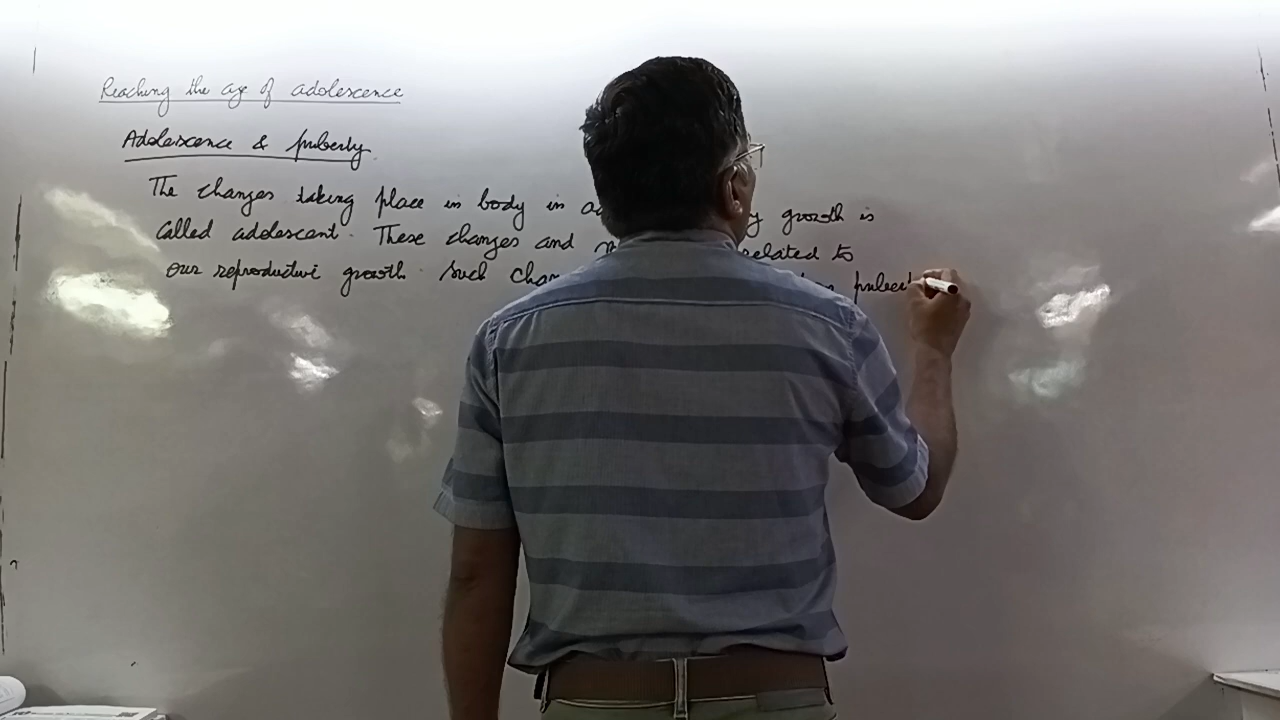 Reaching the age of adolescence
Adolescence & puberty
The changes taking place in body in growth is
called adolescent. These changes and related to
our reproductive growth. Such